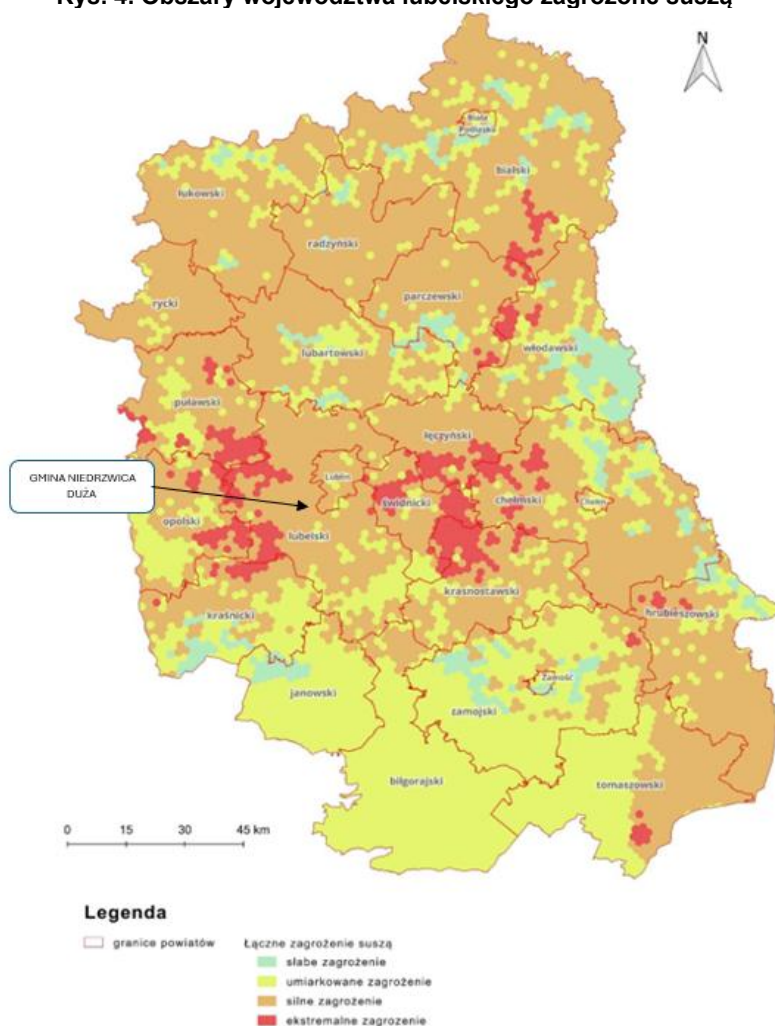 Rys. 4. Obszary województwa lubelskiego zagrożone suszą
N
Biała
Podlaska
bialski
łukowski
radzyński
parczewski
rycki
lubartowski
włodawski
puławski
łęczyński
GMINA NIEDRZWICA
DUŻA
Lublin
świdnicki
chełmski
Chełm
opolski
lubelski
krasnostawski
kraśnicki
hrubieszowski
janowski
Zamość
zamojski
biłgorajski
tomaszowski
0 15 30 45 km
Legenda
granice powiatów
Łączne zagrożenie suszą
słabe zagrożenie
umiarkowane zagrożenie
silne zagrożenie
ekstremalne zagrozenie